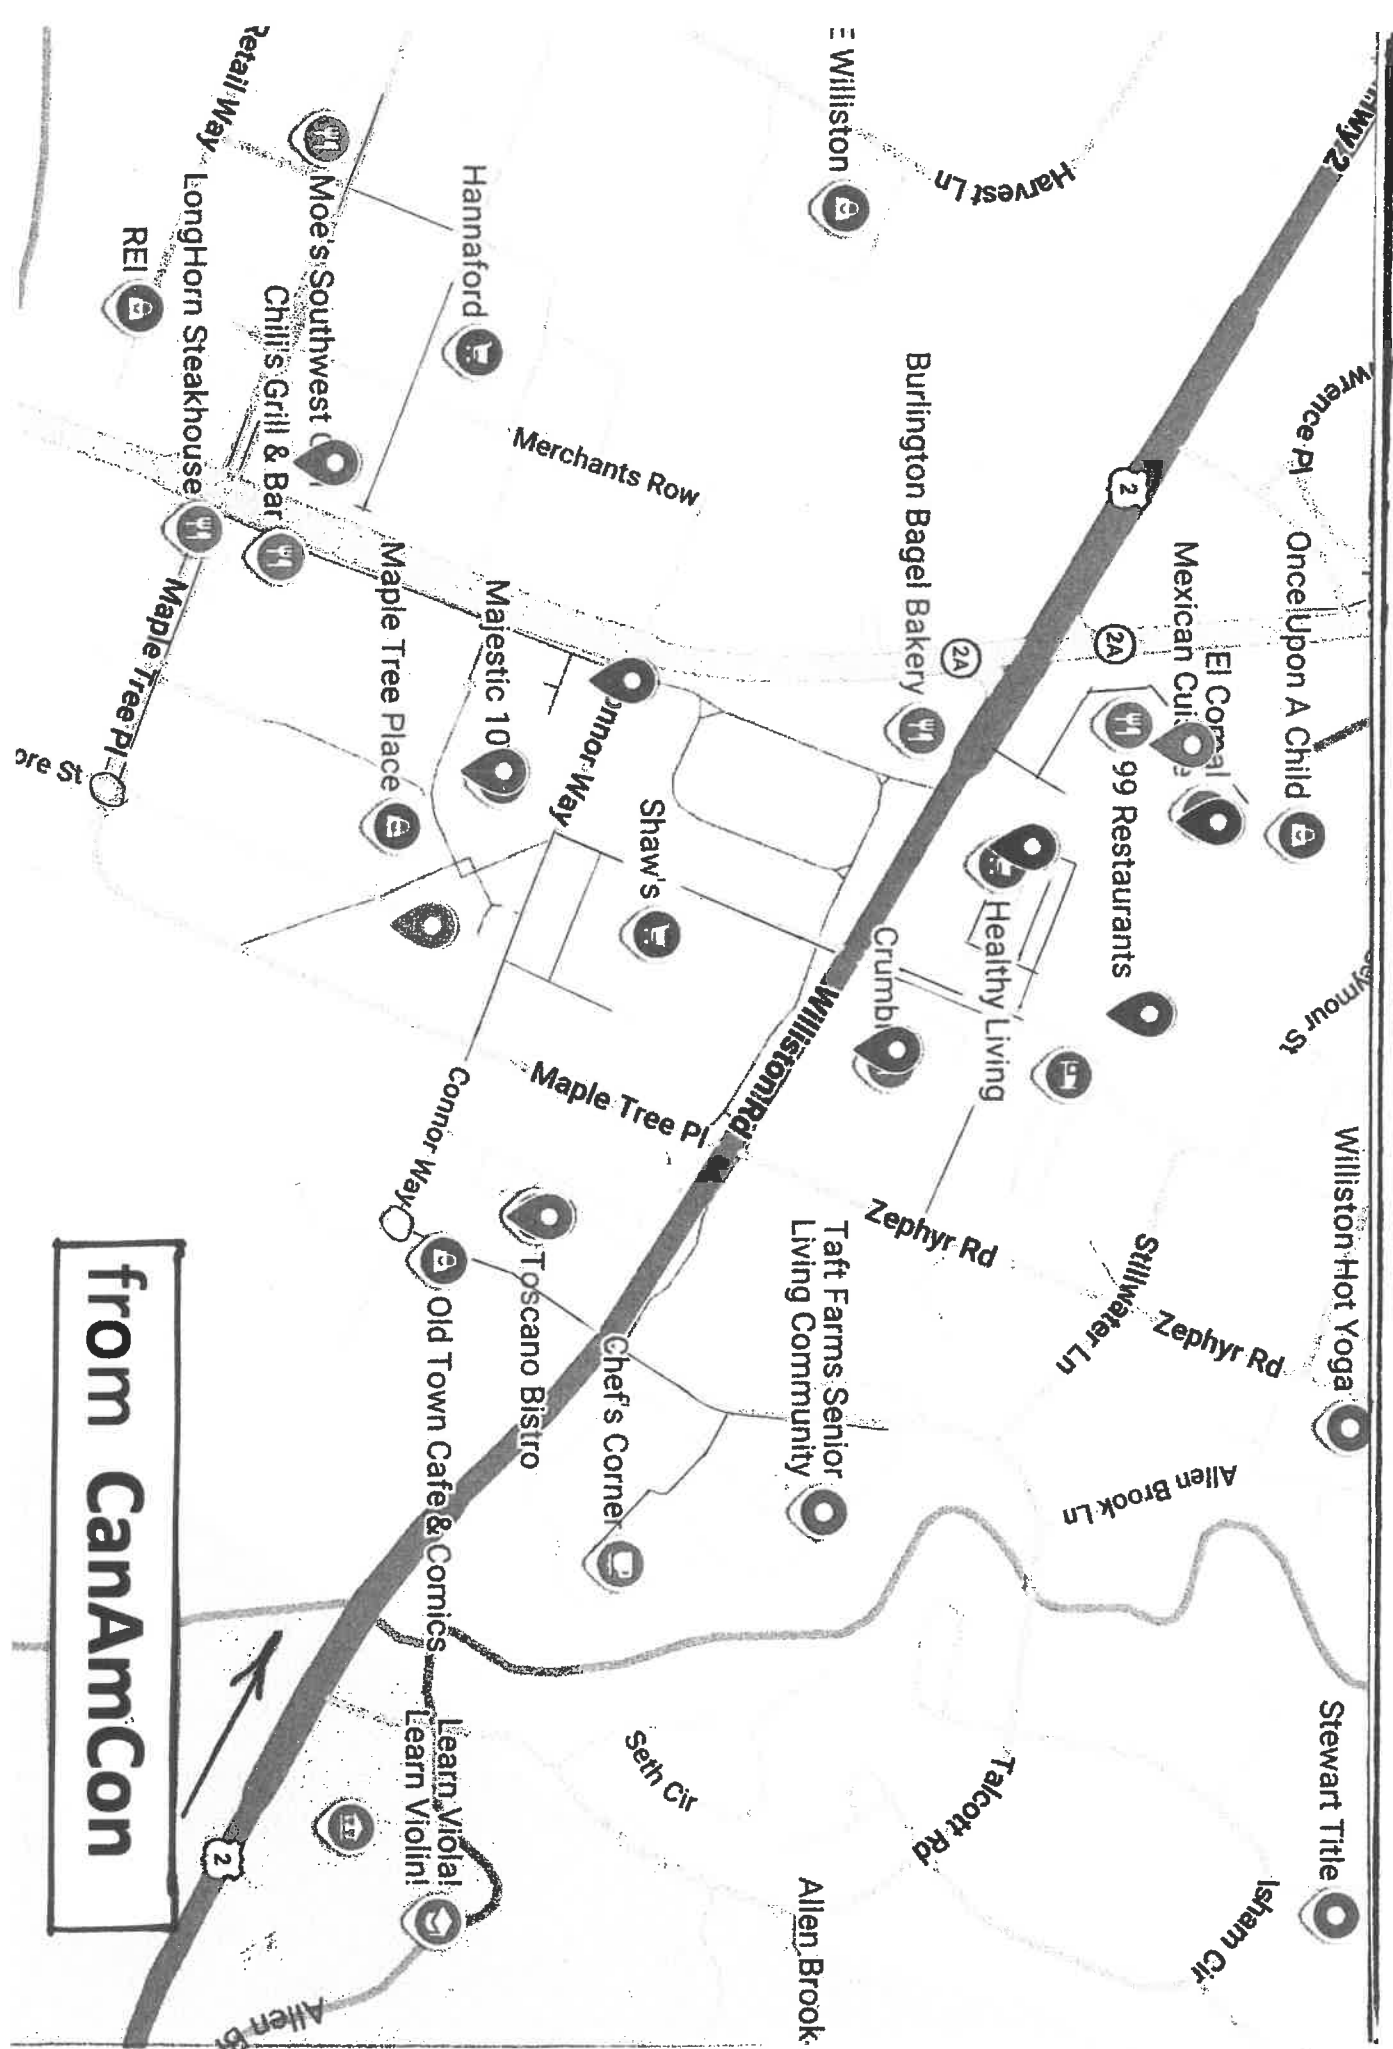 Williston
Harvest Ln
Hwy 2
Retail Way
Moe's Southwest
Hannaford
LongHorn Steakhouse
REI
Chili's Grill & Bar
Merchants Row
Burlington Bagel Bakery
2
Once Upon A Child
El Comal
Mexican
2A
2A
Maple Tree Place
Majestic 10
Maple Tree Pl
Connor Way
Shaw's
99 Restaurants
Healthy Living
Seymour St
Williston Rd
Maple Tree Pl
Connor Way
Zephyr Rd
Stillwater Ln
Zephyr Rd
Williston Hot Yoga
Taft Farms Senior
Living Community
Toscano Bistro
Chef's Corner
Old Town Cafe & Comics
Allen Brook Ln
Learn Viola!
Learn Violin!
Seth Cir
Talcott Rd
Stewart Title
Isham Cir
Allen Brook
Allen
2
from CanAmCon